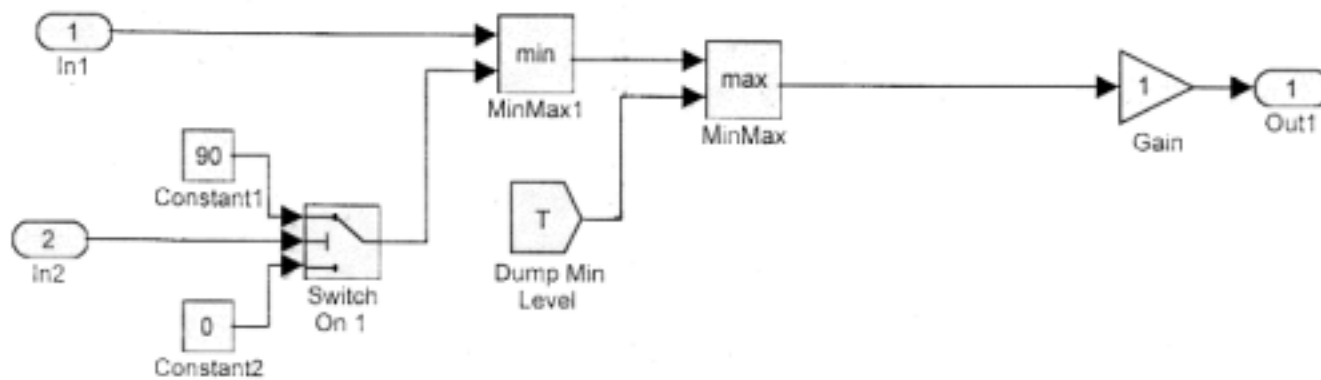 1
In1
min
MinMax1
max
MinMax
1
Gain
1
Out1
90
Constant1
2
In2
Switch
On 1
0
Constant2
T
Dump Min
Level